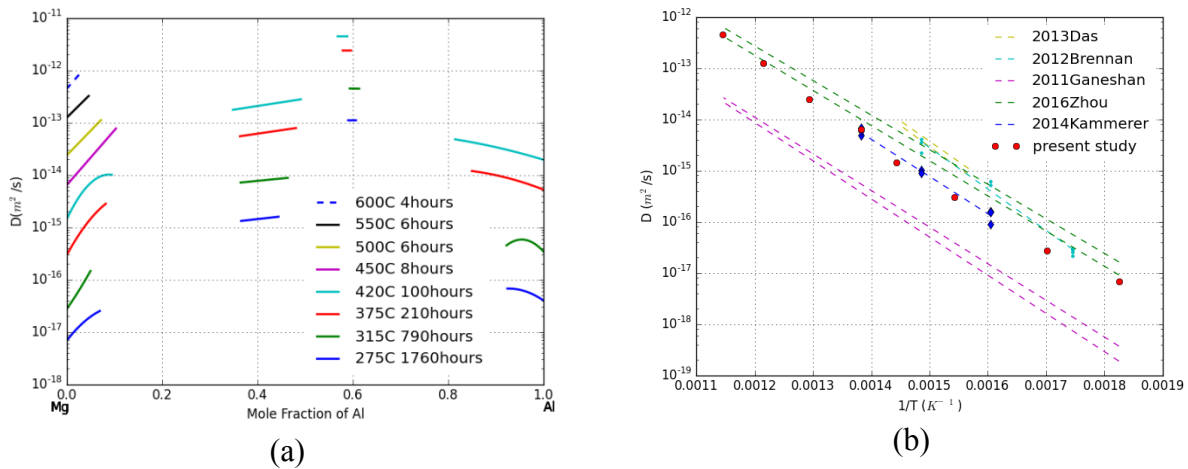 10⁻¹¹
10⁻¹²
10⁻¹³
10⁻¹⁴
10⁻¹⁵
10⁻¹⁶
10⁻¹⁷
10⁻¹⁸
D(m²/s)
600C 4hours
550C 6hours
500C 6hours
450C 8hours
420C 100hours
375C 210hours
315C 790hours
275C 1760hours
0.0 0.2 0.4 0.6 0.8 1.0
Mg Mole Fraction of Al Al
(a)
10⁻¹²
10⁻¹³
10⁻¹⁴
10⁻¹⁵
10⁻¹⁶
10⁻¹⁷
10⁻¹⁸
10⁻¹⁹
D (m²/s)
2013Das
2012Brennan
2011Ganeshan
2016Zhou
2014Kammerer
present study
0.0011 0.0012 0.0013 0.0014 0.0015 0.0016 0.0017 0.0018 0.0019
1/T (K⁻¹)
(b)